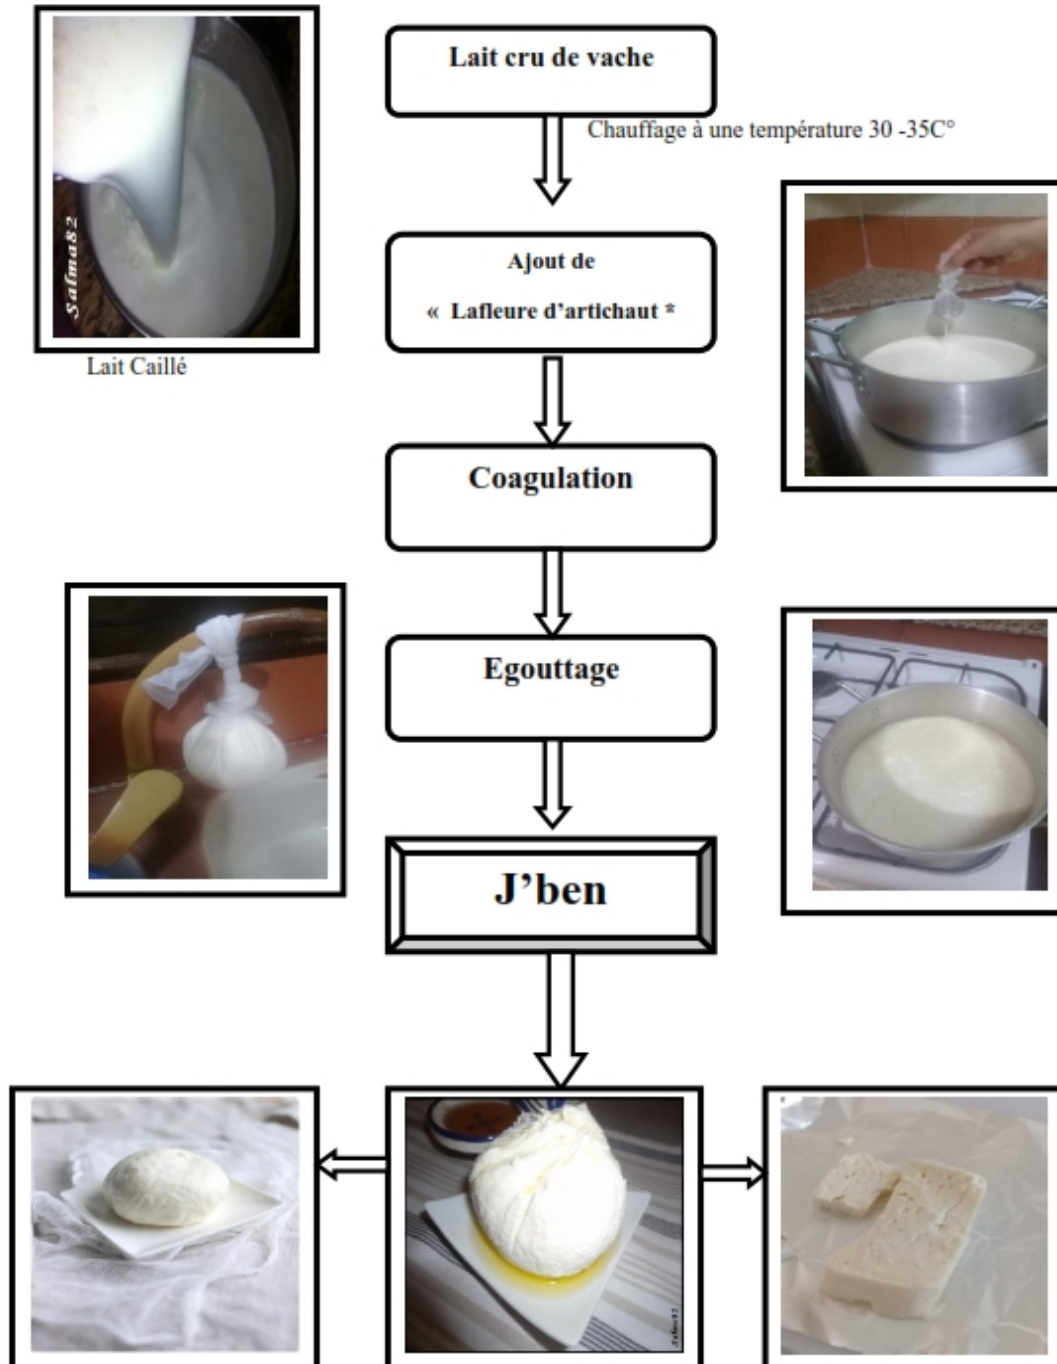 Lait cru de vache
Chauffage à une température 30 -35C°
Salma82
Lait Caillé
Ajout de
« Lafleure d’artichaut *
Coagulation
Egouttage
J’ben
Salma82